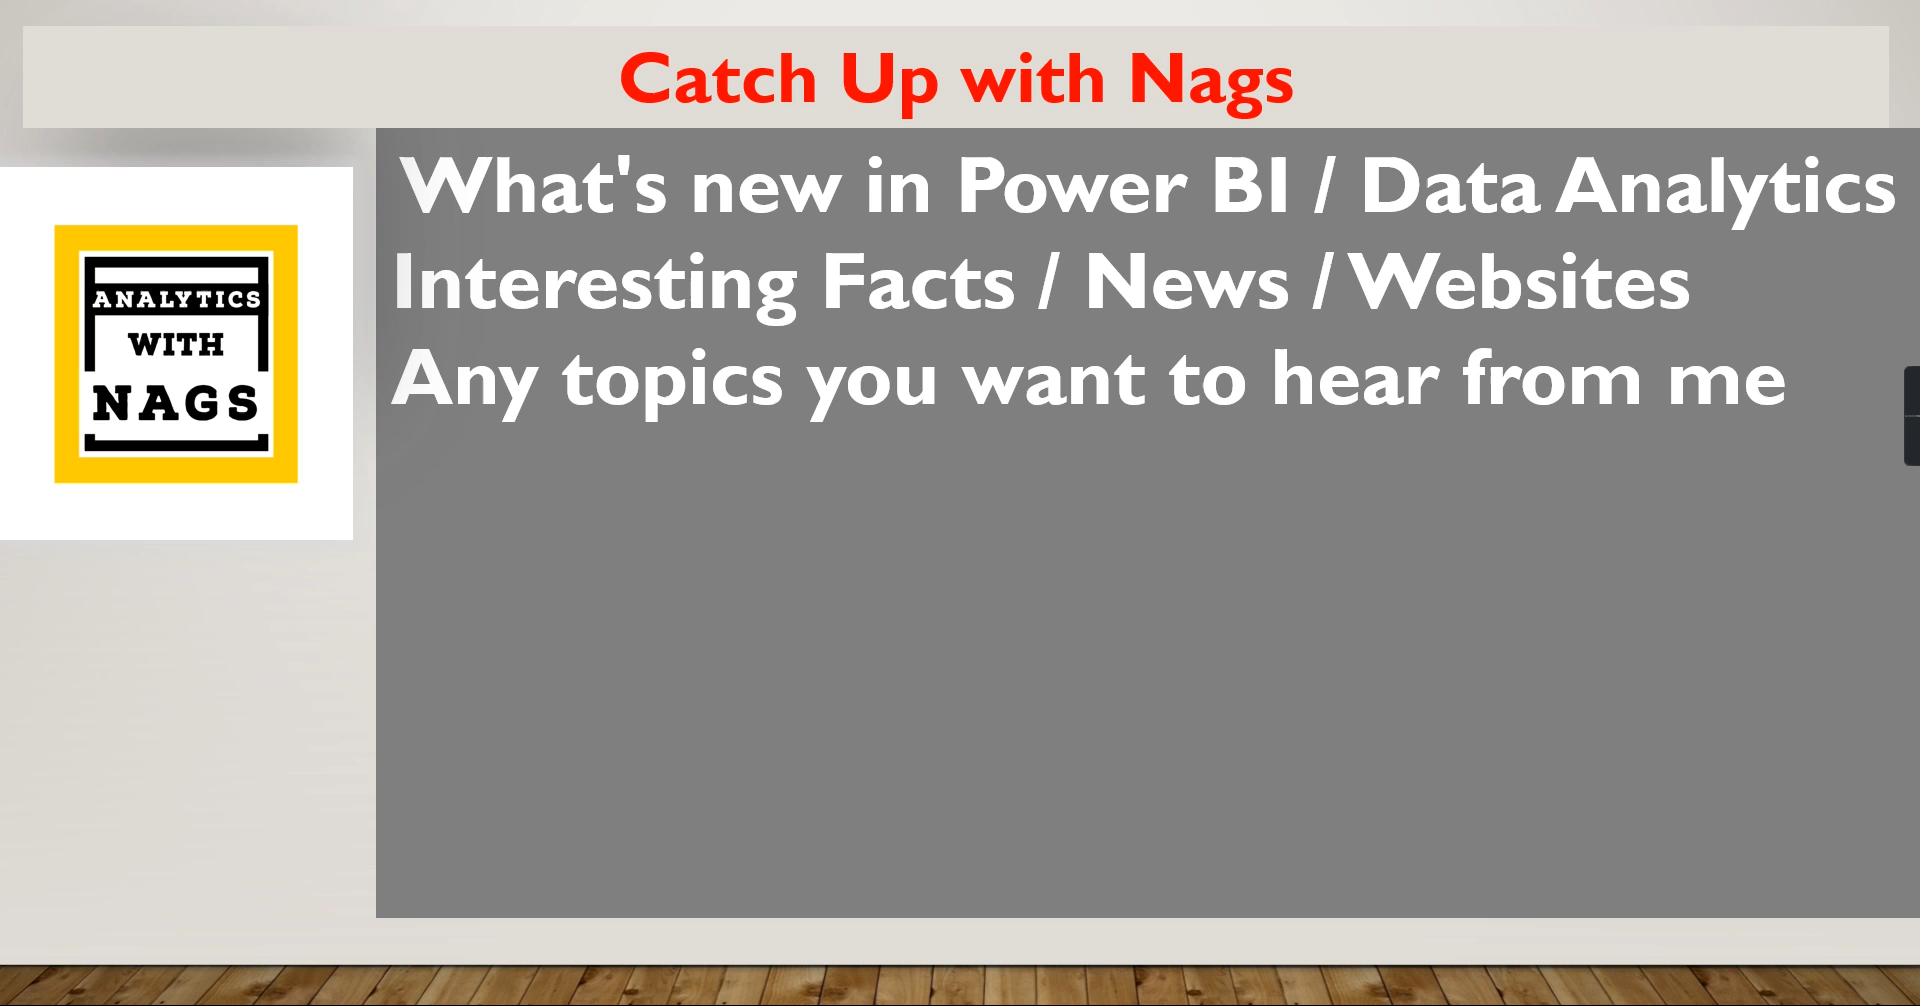 Catch Up with Nags
What's new in Power BI / Data Analytics
Interesting Facts / News / Websites
Any topics you want to hear from me
ANALYTICS
WITH
NAGS